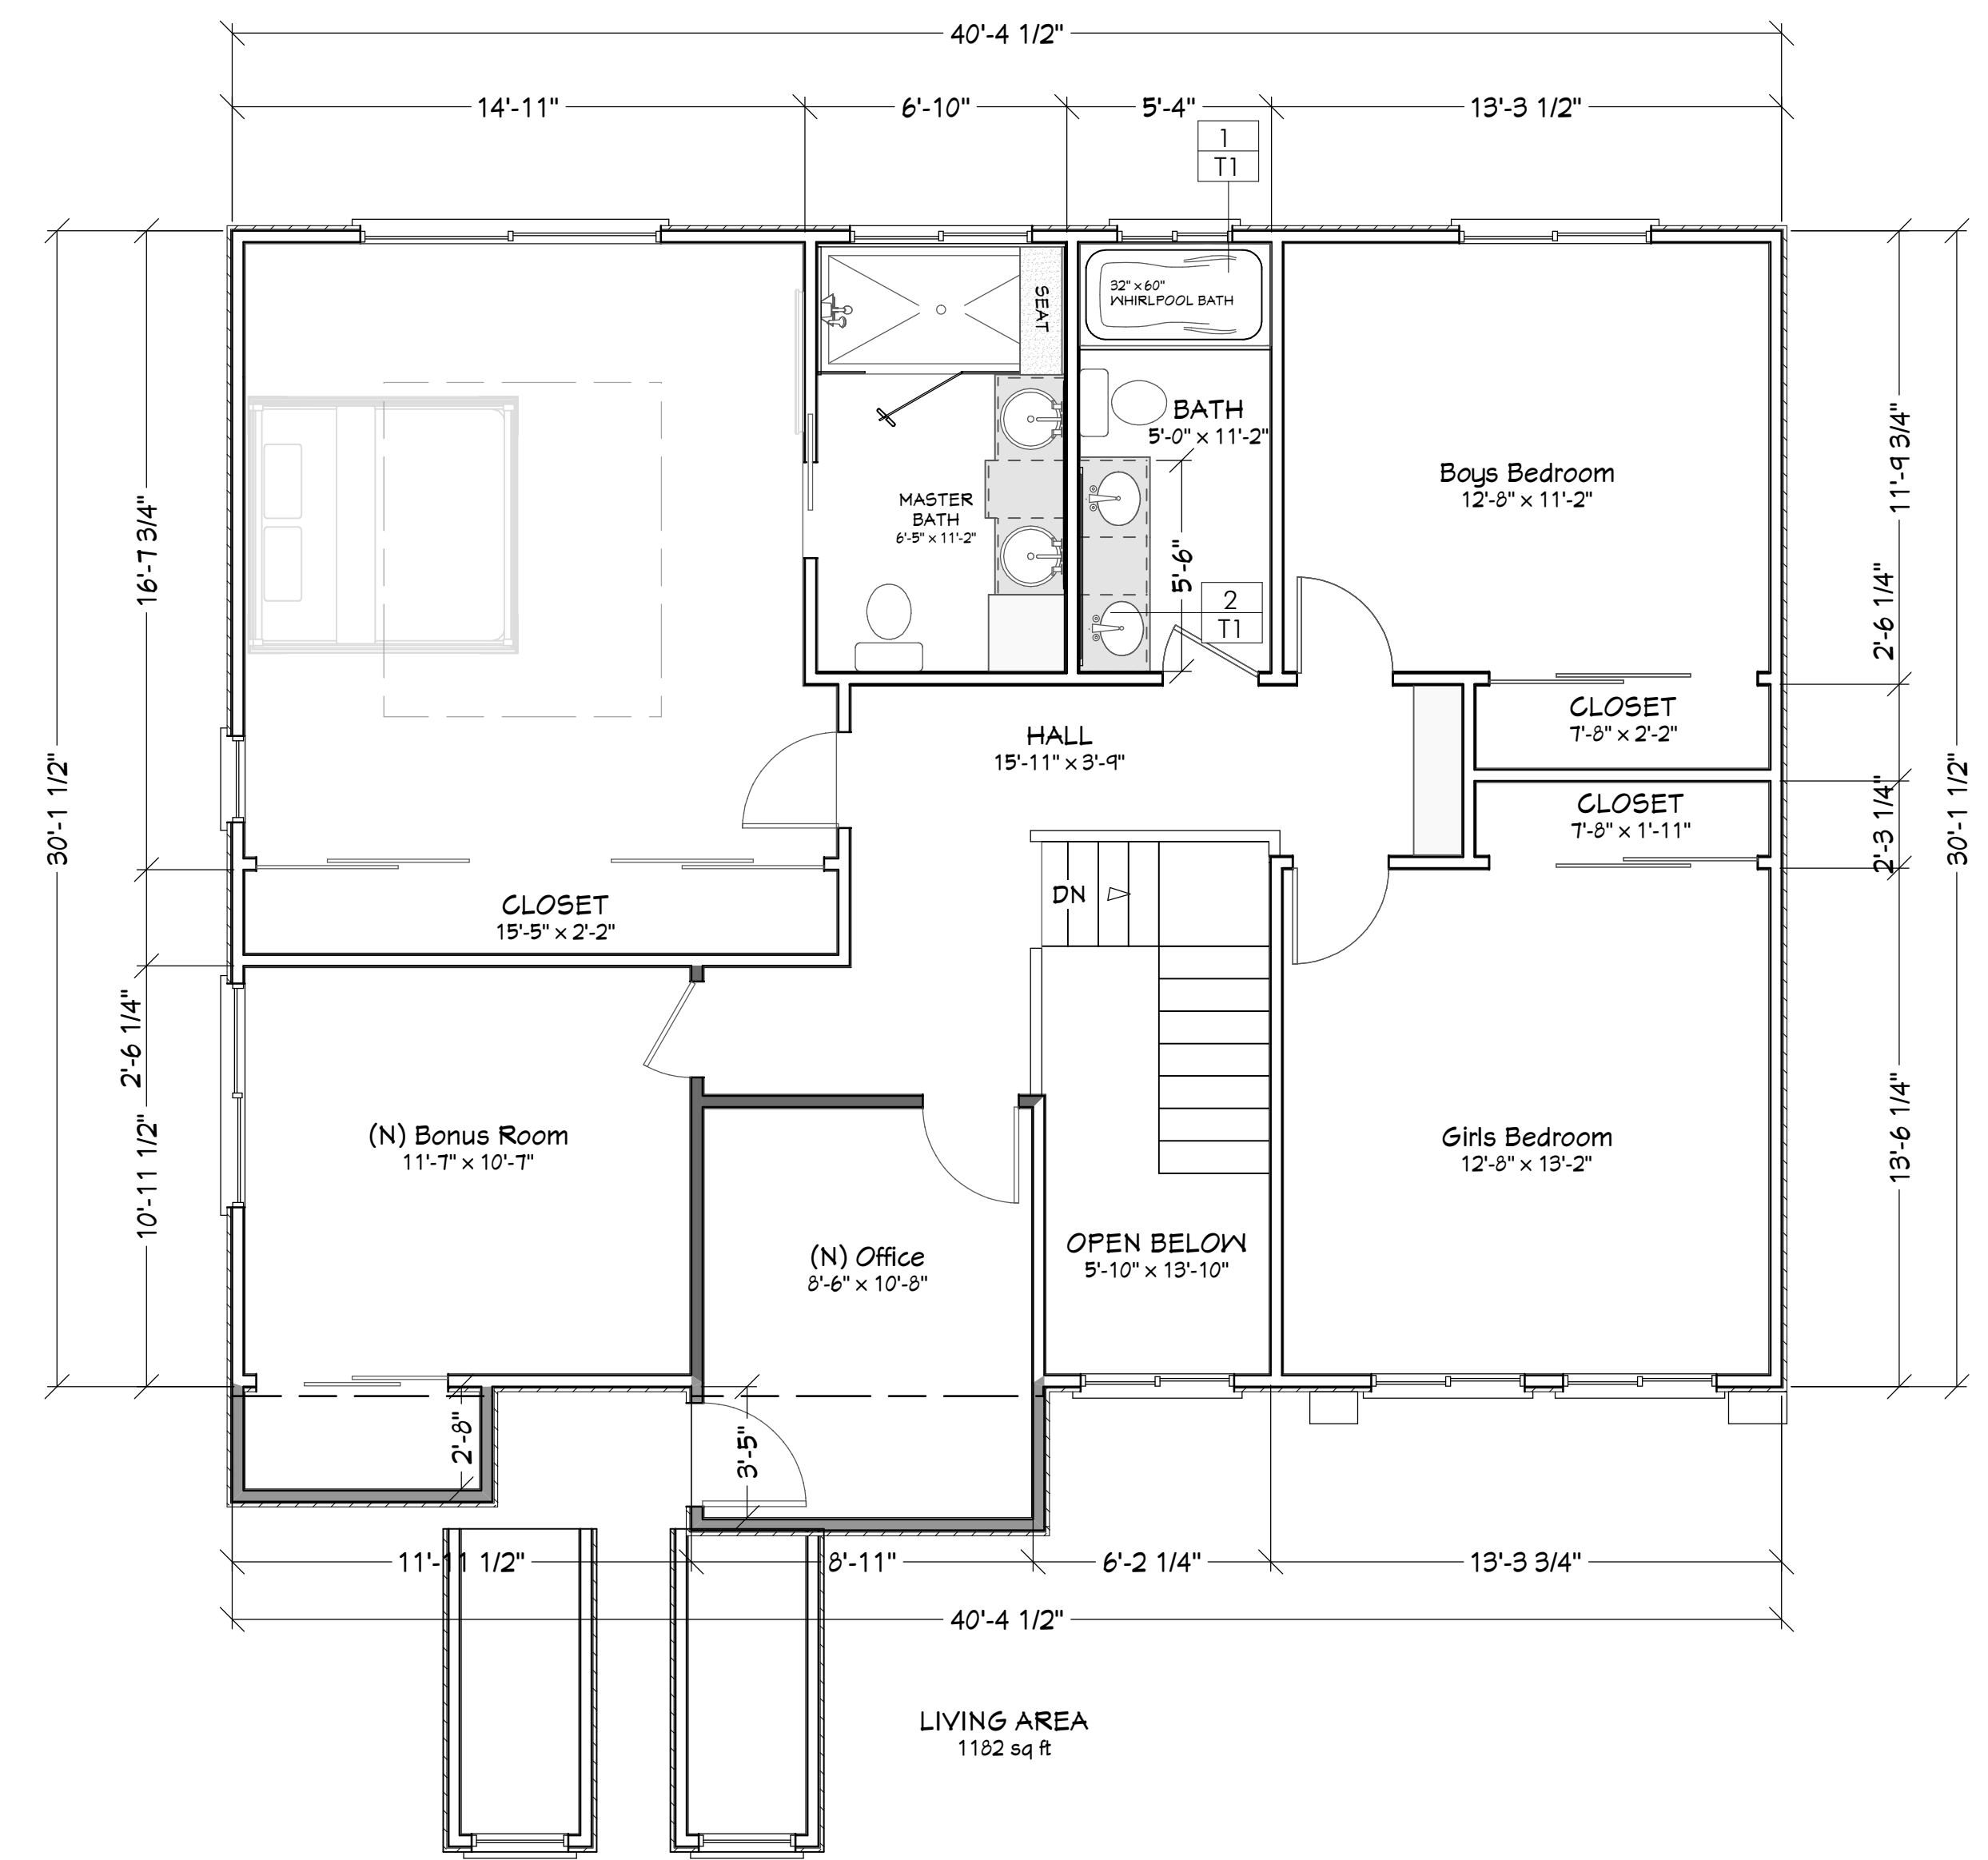 40'-4 1/2"
14'-11"
6'-10"
5'-4"
13'-3 1/2"
1
T1
SEAT
32" x 60"
WHIRLPOOL BATH
BATH
5'-0" x 11'-2"
Boys Bedroom
12'-8" x 11'-2"
11'-9 3/4"
MASTER
BATH
6'-5" x 11'-2"
16'-7 3/4"
5'-6"
2
T1
2'-6 1/4"
CLOSET
7'-8" x 2'-2"
HALL
15'-11" x 3'-9"
30'-1 1/2"
30'-1 1/2"
CLOSET
7'-8" x 1'-11"
2'-3 1/4"
DN
CLOSET
15'-5" x 2'-2"
2'-6 1/4"
(N) Bonus Room
11'-7" x 10'-7"
10'-11 1/2"
Girls Bedroom
12'-8" x 13'-2"
13'-6 1/4"
(N) Office
8'-6" x 10'-8"
OPEN BELOW
5'-10" x 13'-10"
2'-8"
3'-5"
11'-11 1/2"
8'-11"
6'-2 1/4"
13'-3 3/4"
40'-4 1/2"
LIVING AREA
1182 sq ft